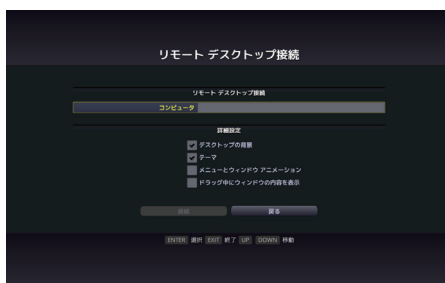 リモート デスクトップ接続
リモート デスクトップ接続
コンピュータ
詳細設定
デスクトップの背景
テーマ
メニューとウィンドウ アニメーション
ドラッグ中にウィンドウの内容を表示
接続 戻る
ENTER 選択 EXIT 終了 UP DOWN 移動